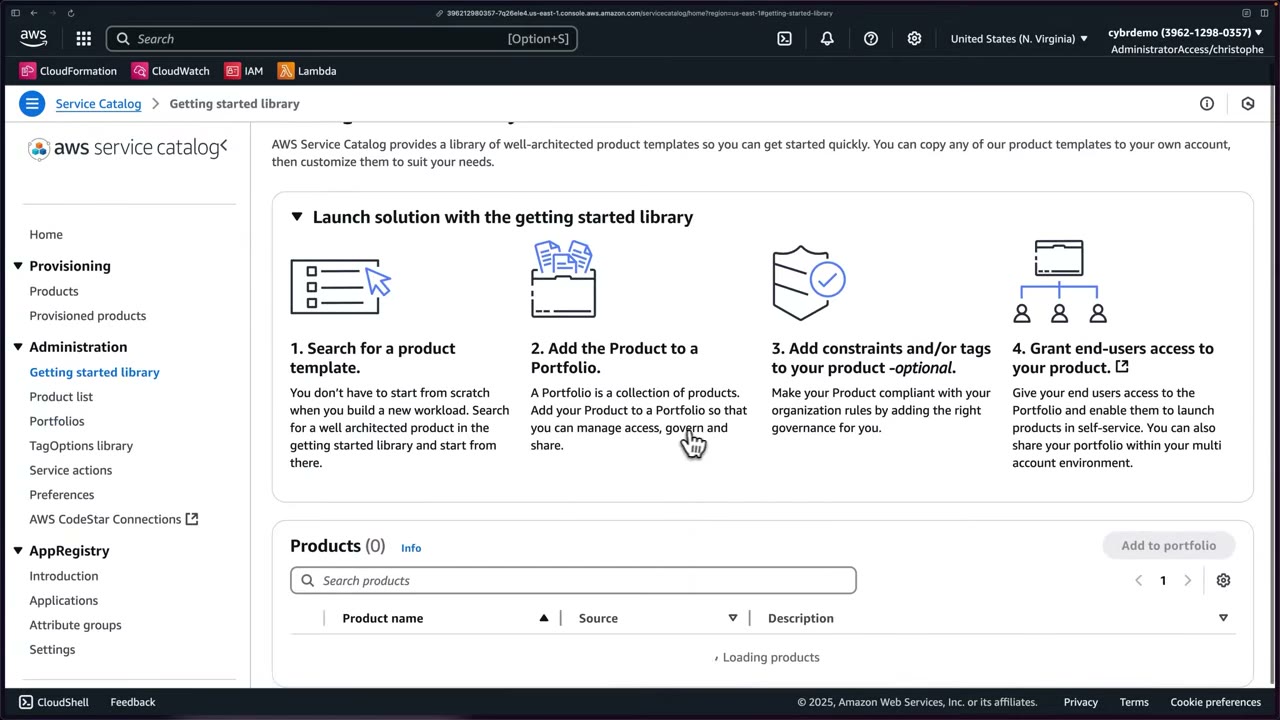 396212980357-7q26ele4.us-east-1.console.aws.amazon.com/servicecatalog/home?region=us-east-1#getting-started-library
aws
Search
[Option+S]
United States (N. Virginia)
cybrdemo (3962-1298-0357)
AdministratorAccess/christophe
CloudFormation
CloudWatch
IAM
Lambda
Service Catalog
Getting started library
aws service catalog
Home
Provisioning
Products
Provisioned products
Administration
Getting started library
Product list
Portfolios
TagOptions library
Service actions
Preferences
AWS CodeStar Connections
AppRegistry
Introduction
Applications
Attribute groups
Settings
AWS Service Catalog provides a library of well-architected product templates so you can get started quickly. You can copy any of our product templates to your own account,
then customize them to suit your needs.
Launch solution with the getting started library
1. Search for a product
template.
You don't have to start from scratch
when you build a new workload. Search
for a well architected product in the
getting started library and start from
there.
2. Add the Product to a
Portfolio.
A Portfolio is a collection of products.
Add your Product to a Portfolio so that
you can manage access, govern and
share.
3. Add constraints and/or tags
to your product -optional.
Make your Product compliant with your
organization rules by adding the right
governance for you.
4. Grant end-users access to
your product.
Give your end users access to the
Portfolio and enable them to launch
products in self-service. You can also
share your portfolio within your multi
account environment.
Products (0) Info
Add to portfolio
Search products
1
Product name
Source
Description
Loading products
CloudShell
Feedback
© 2025, Amazon Web Services, Inc. or its affiliates.
Privacy
Terms
Cookie preferences